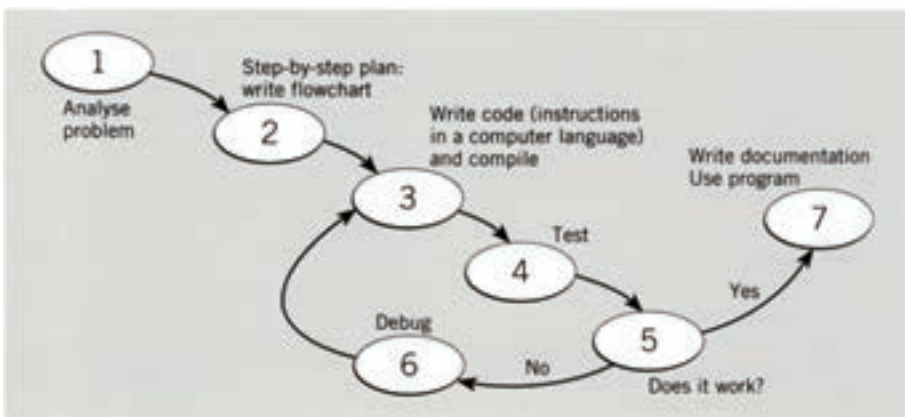 1
Analyse
problem
Step-by-step plan:
write flowchart
2
Write code (instructions
in a computer language)
and compile
3
Test
4
5
Does it work?
No
Debug
6
Yes
Write documentation
Use program
7